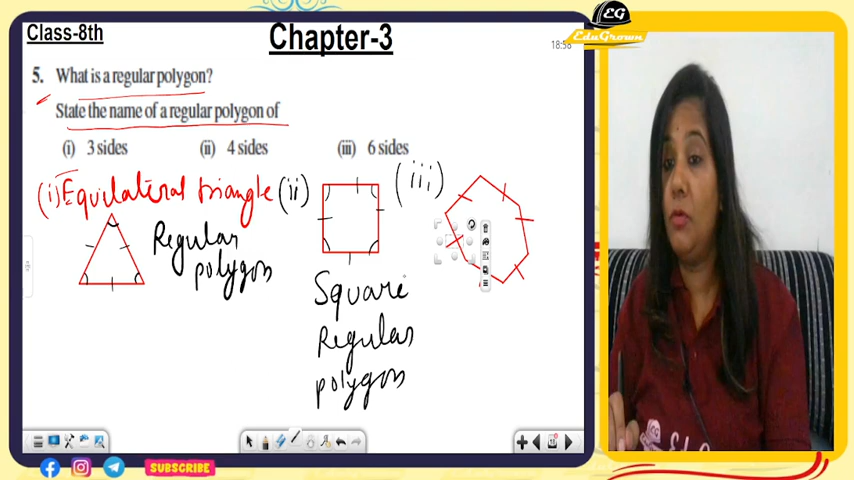 Class-8th
Chapter-3
EG
EduGrown
18:58
5. What is a regular polygon?
State the name of a regular polygon of
(i) 3 sides (ii) 4 sides (iii) 6 sides
(i) Equilateral triangle (ii) (iii)
Regular
polygon
Square
Regular
polygon
SUBSCRIBE